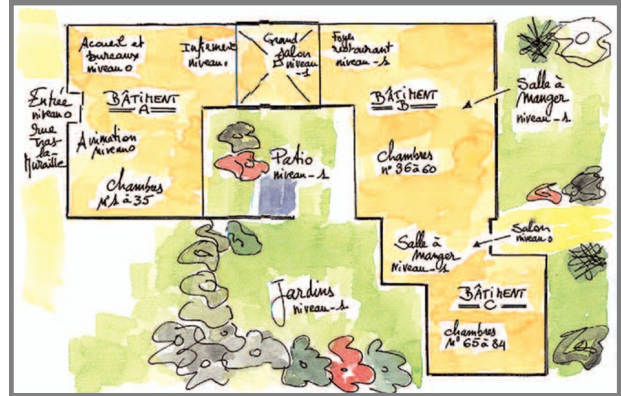 Accueil et
bureaux
niveau 0
Infirmerie
niveau 0
Grand
salon
niveau
-1
Foyer
restaurant
niveau -1
Entrée
niveau 0
rue
Tras-
la-
Muraille
BÂTIMENT
A
BÂTIMENT
B
Salle à
manger
niveau -1
Animation
niveau 0
Patio
niveau -1
Chambres
n° 36 à 60
Chambres
n° 1 à 35
Salle à
manger
niveau -1
Salon
niveau 0
Jardins
niveau -1
BÂTIMENT
C
chambres
N° 65 à 84